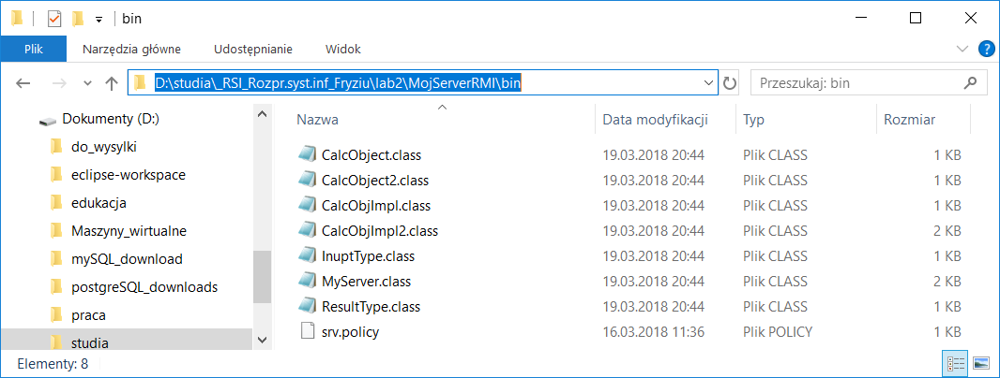 bin
Plik Narzędzia główne Udostępnianie Widok
D:\studia\_RSI_Rozpr.syst.inf_Fryziu\lab2\MojServerRMI\bin Przeszukaj: bin
Dokumenty (D:)
do_wysylki
eclipse-workspace
edukacja
Maszyny_wirtualne
mySQL_download
postgreSQL_downloads
praca
studia
Nazwa Data modyfikacji Typ Rozmiar
CalcObject.class 19.03.2018 20:44 Plik CLASS 1 KB
CalcObject2.class 19.03.2018 20:44 Plik CLASS 1 KB
CalcObjImpl.class 19.03.2018 20:44 Plik CLASS 1 KB
CalcObjImpl2.class 19.03.2018 20:44 Plik CLASS 2 KB
InuptType.class 19.03.2018 20:44 Plik CLASS 1 KB
MyServer.class 19.03.2018 20:44 Plik CLASS 2 KB
ResultType.class 19.03.2018 20:44 Plik CLASS 1 KB
srv.policy 16.03.2018 11:36 Plik POLICY 1 KB
Elementy: 8